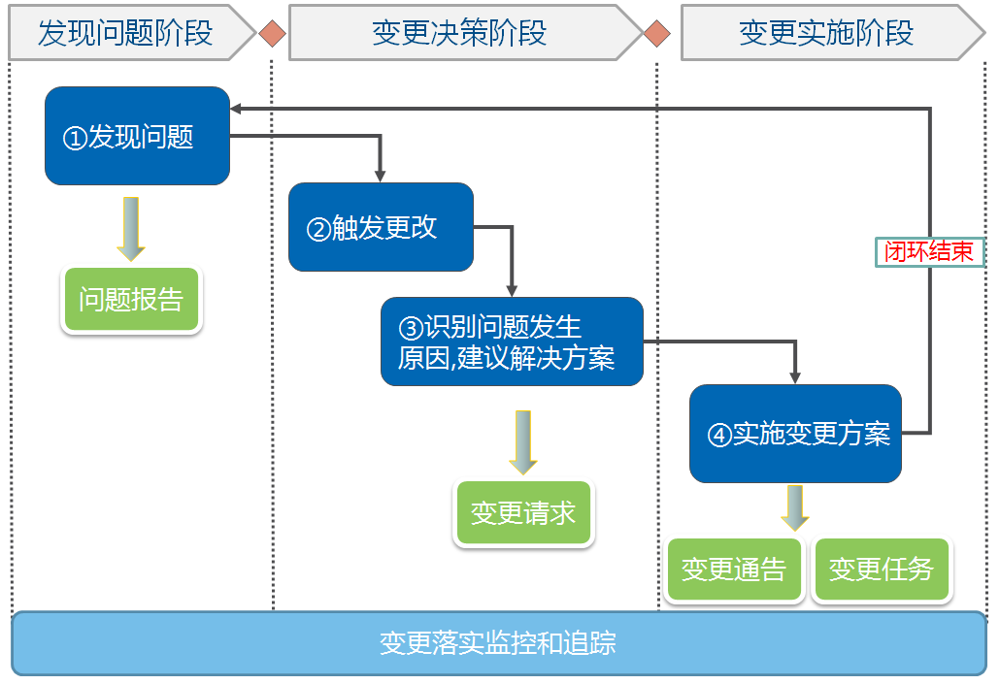 发现问题阶段
变更决策阶段
变更实施阶段
①发现问题
②触发更改
闭环结束
问题报告
③识别问题发生
原因,建议解决方案
④实施变更方案
变更请求
变更通告
变更任务
变更落实监控和追踪